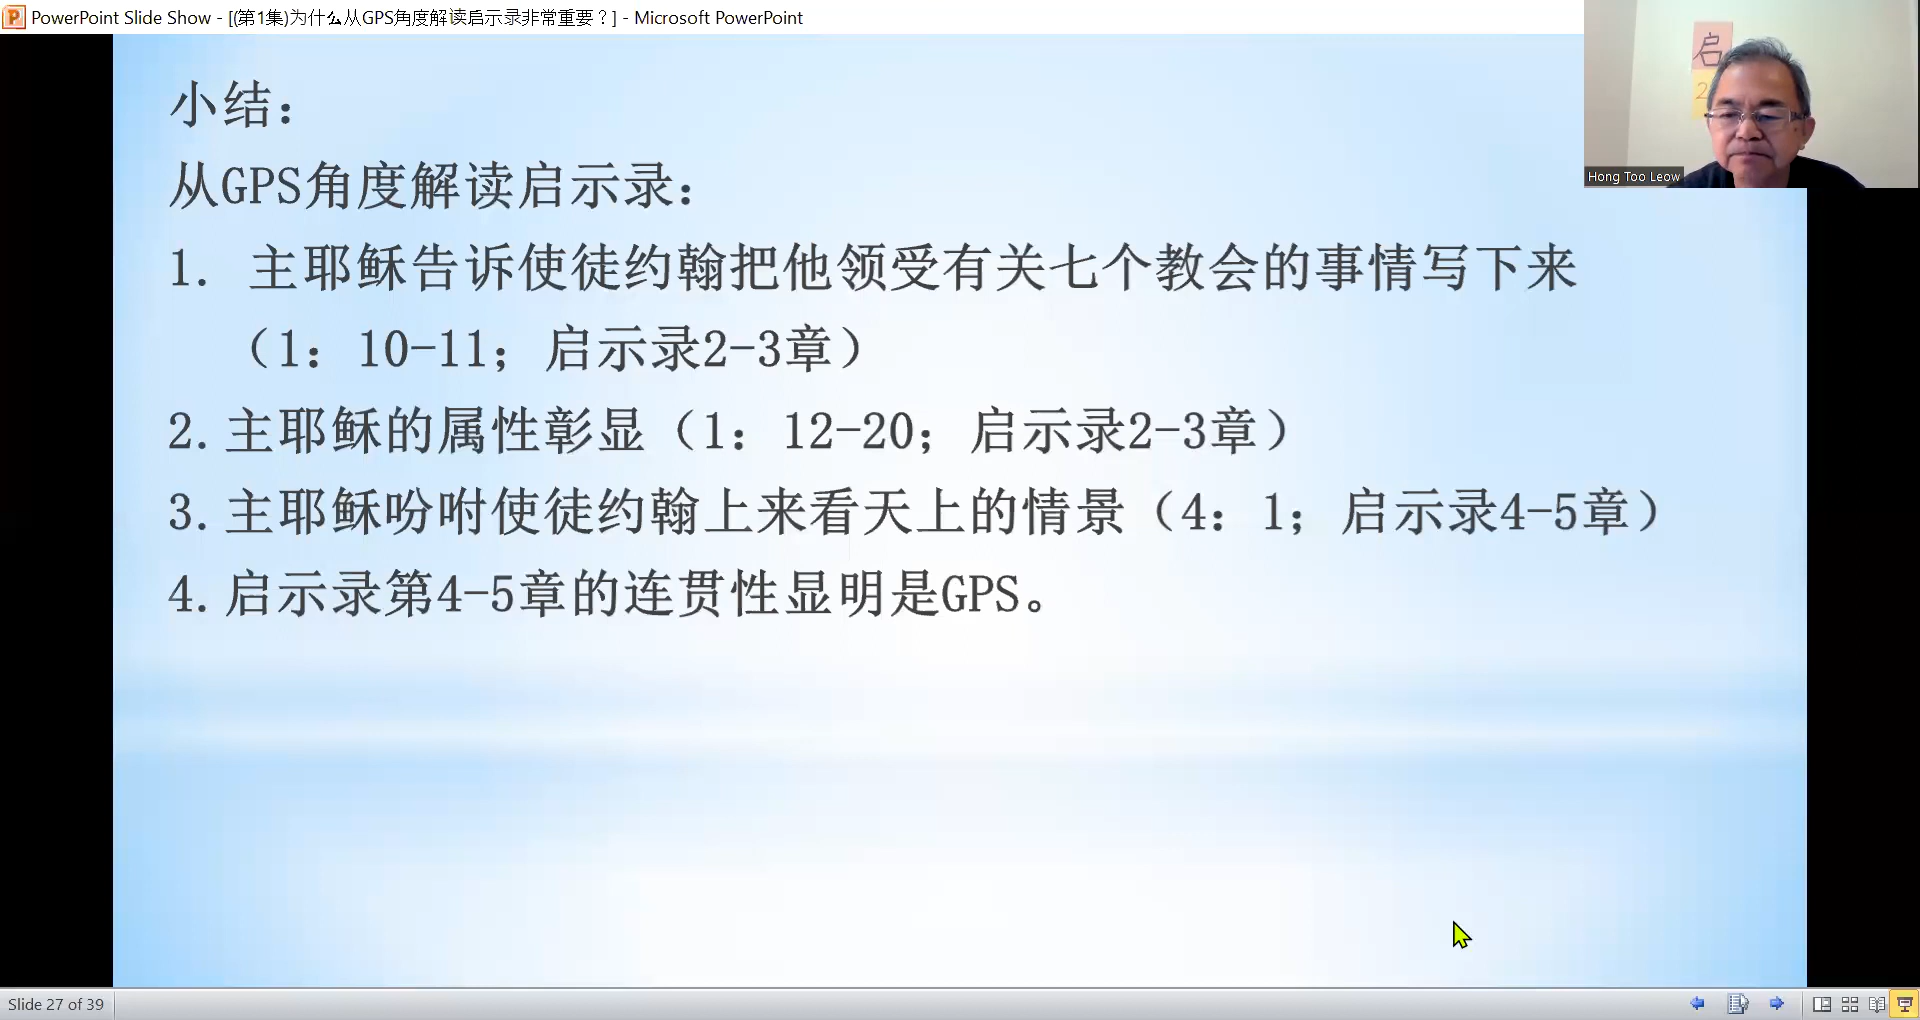 PowerPoint Slide Show - [(第1集)为什么从GPS角度解读启示录非常重要？] - Microsoft PowerPoint
启
2
Hong Too Leow
小结：
从GPS角度解读启示录：
1. 主耶稣告诉使徒约翰把他领受有关七个教会的事情写下来
（1：10-11；启示录2-3章）
2. 主耶稣的属性彰显（1：12-20；启示录2-3章）
3. 主耶稣吩咐使徒约翰上来看天上的情景（4：1；启示录4-5章）
4. 启示录第4-5章的连贯性显明是GPS。
Slide 27 of 39